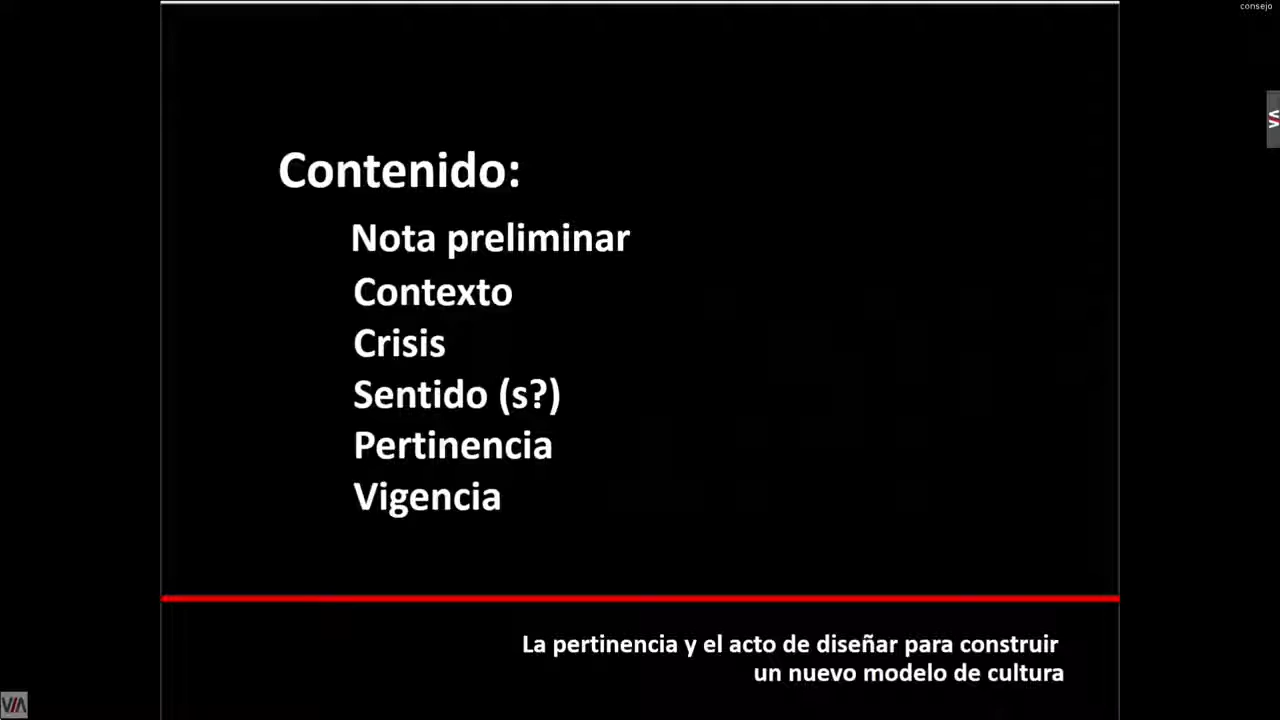 consejo
Contenido:
Nota preliminar
Contexto
Crisis
Sentido (s?)
Pertinencia
Vigencia
La pertinencia y el acto de diseñar para construir
un nuevo modelo de cultura
VIA